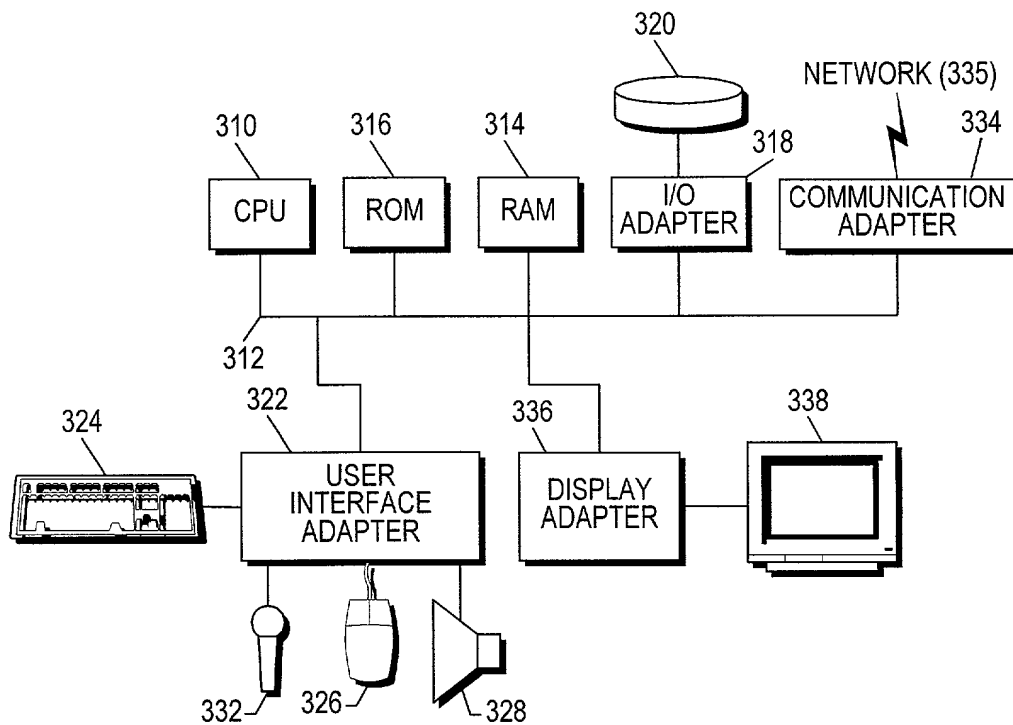 320
NETWORK (335)
310
316
314
318
334
CPU
ROM
RAM
I/O
ADAPTER
COMMUNICATION
ADAPTER
312
322
324
336
338
USER
INTERFACE
ADAPTER
DISPLAY
ADAPTER
332
326
328